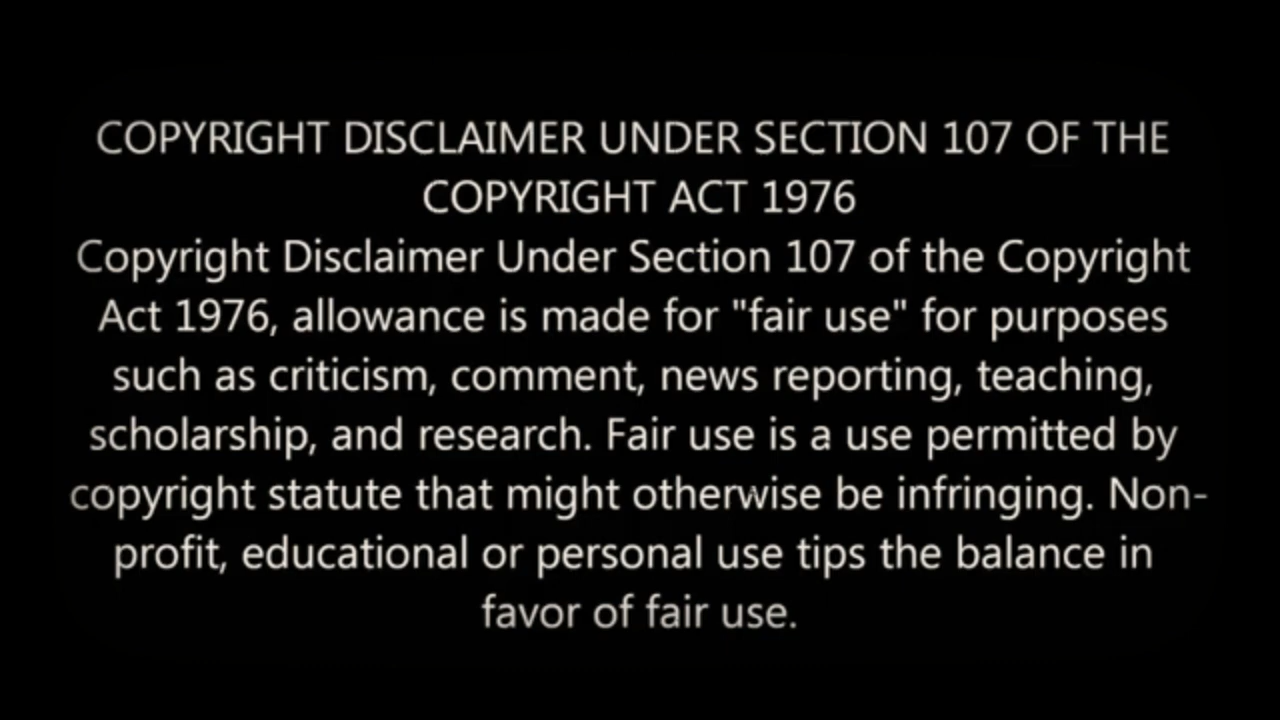 COPYRIGHT DISCLAIMER UNDER SECTION 107 OF THE
COPYRIGHT ACT 1976
Copyright Disclaimer Under Section 107 of the Copyright
Act 1976, allowance is made for "fair use" for purposes
such as criticism, comment, news reporting, teaching,
scholarship, and research. Fair use is a use permitted by
copyright statute that might otherwise be infringing. Non-
profit, educational or personal use tips the balance in
favor of fair use.